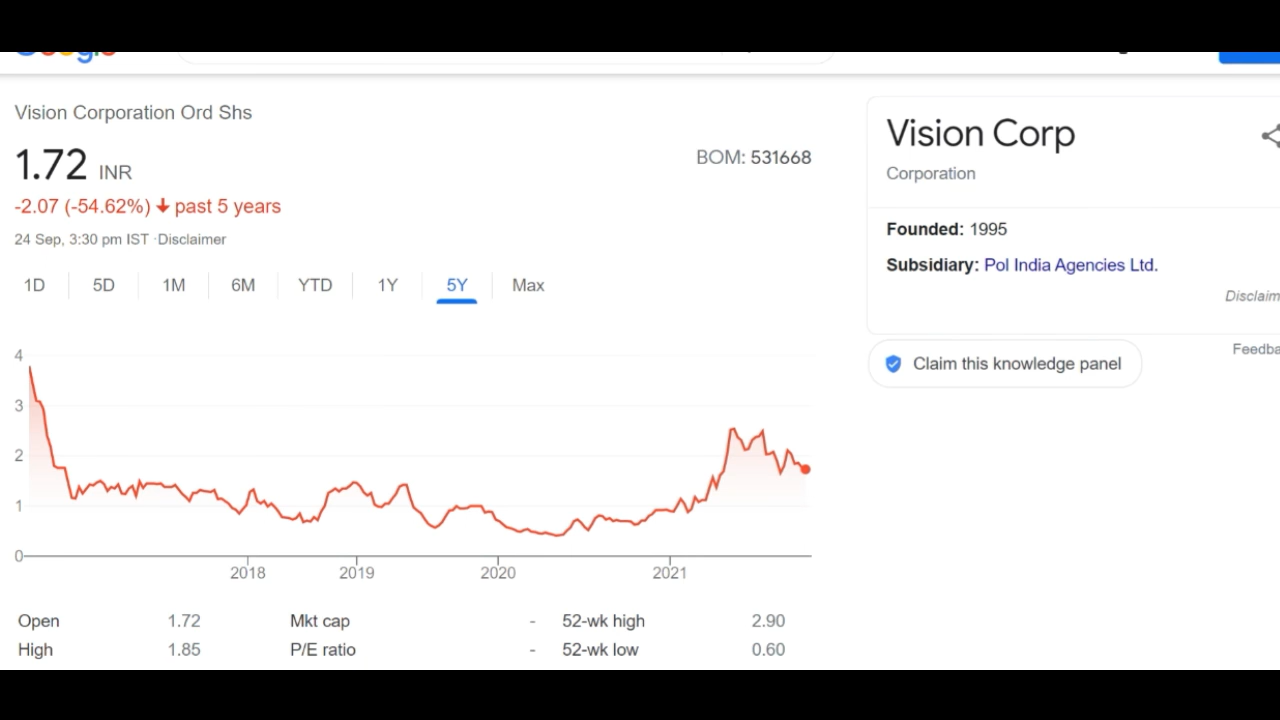 Google
Vision Corporation Ord Shs
1.72 INR
BOM: 531668
-2.07 (-54.62%) ↓ past 5 years
24 Sep, 3:30 pm IST ·Disclaimer
1D 5D 1M 6M YTD 1Y 5Y Max
4
3
2
1
0
2018 2019 2020 2021
Open 1.72 Mkt cap - 52-wk high 2.90
High 1.85 P/E ratio - 52-wk low 0.60
Vision Corp
Corporation
Founded: 1995
Subsidiary: Pol India Agencies Ltd.
Disclaim
Claim this knowledge panel
Feedba